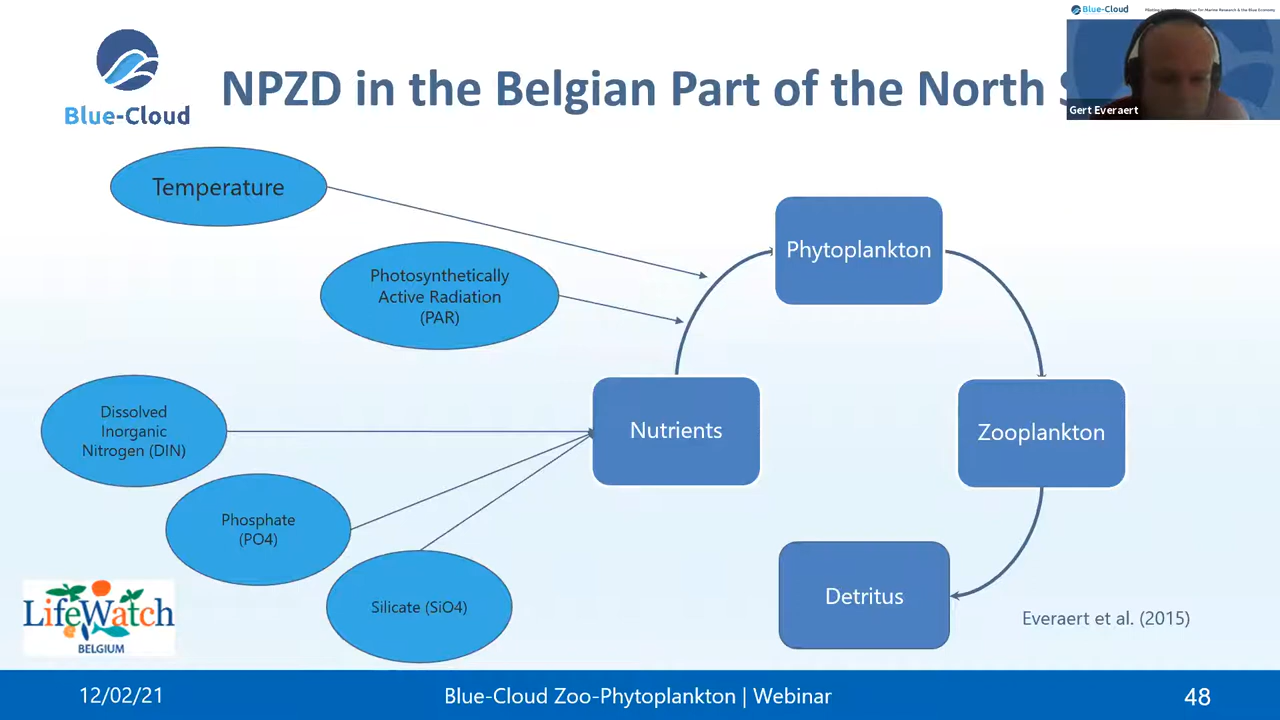 Blue-Cloud
NPZD in the Belgian Part of the North S
Blue-Cloud
Gert Everaert
Temperature
Photosynthetically
Active Radiation
(PAR)
Phytoplankton
Dissolved
Inorganic
Nitrogen (DIN)
Nutrients
Zooplankton
Phosphate
(PO4)
Silicate (SiO4)
Detritus
Everaert et al. (2015)
LifeWatch
BELGIUM
12/02/21
Blue-Cloud Zoo-Phytoplankton | Webinar
48